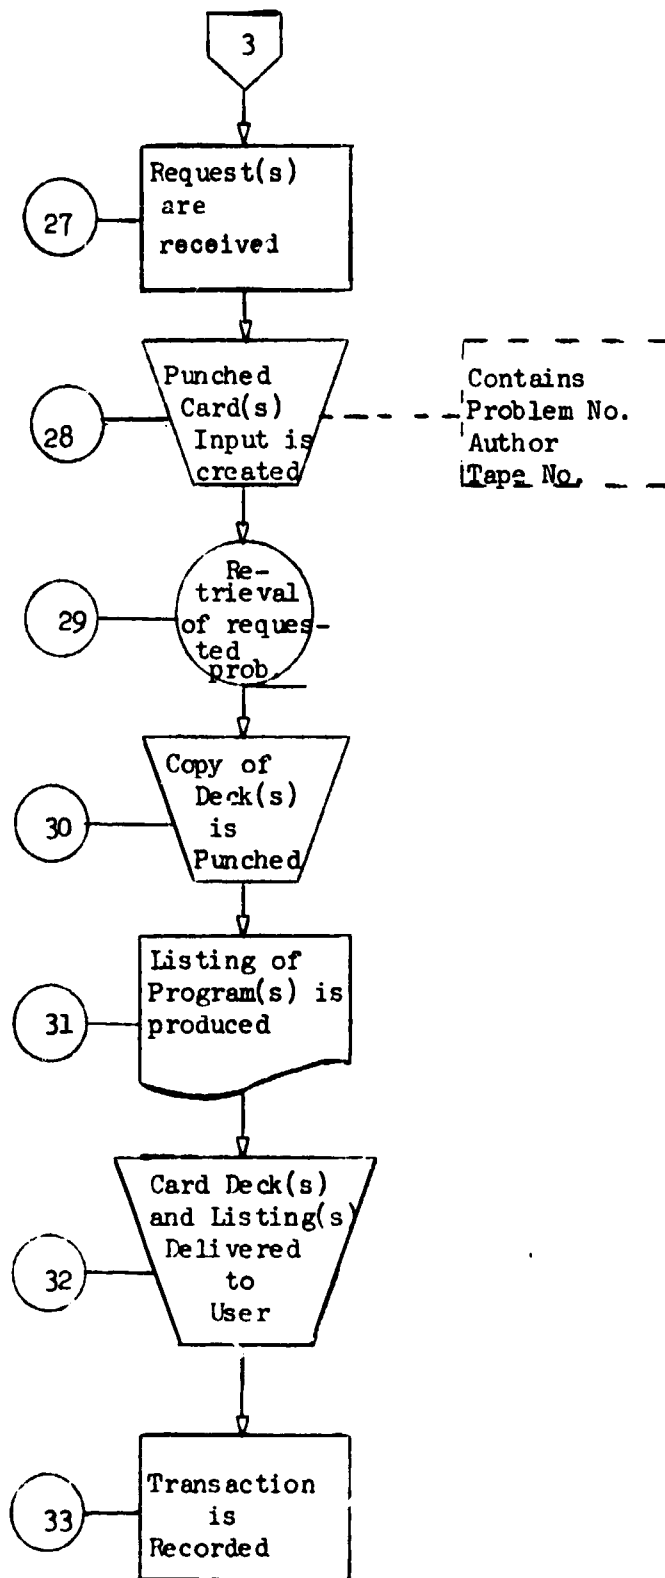 3
27
Request(s)
are
received
28
Punched
Card(s)
Input is
created
Contains
Problem No.
Author
Tape No.
29
Re-
trieval
of reques-
ted
prob.
30
Copy of
Deck(s)
is
Punched
31
Listing of
Program(s) is
produced
32
Card Deck(s)
and Listing(s)
Delivered
to
User
33
Transaction
is
Recorded